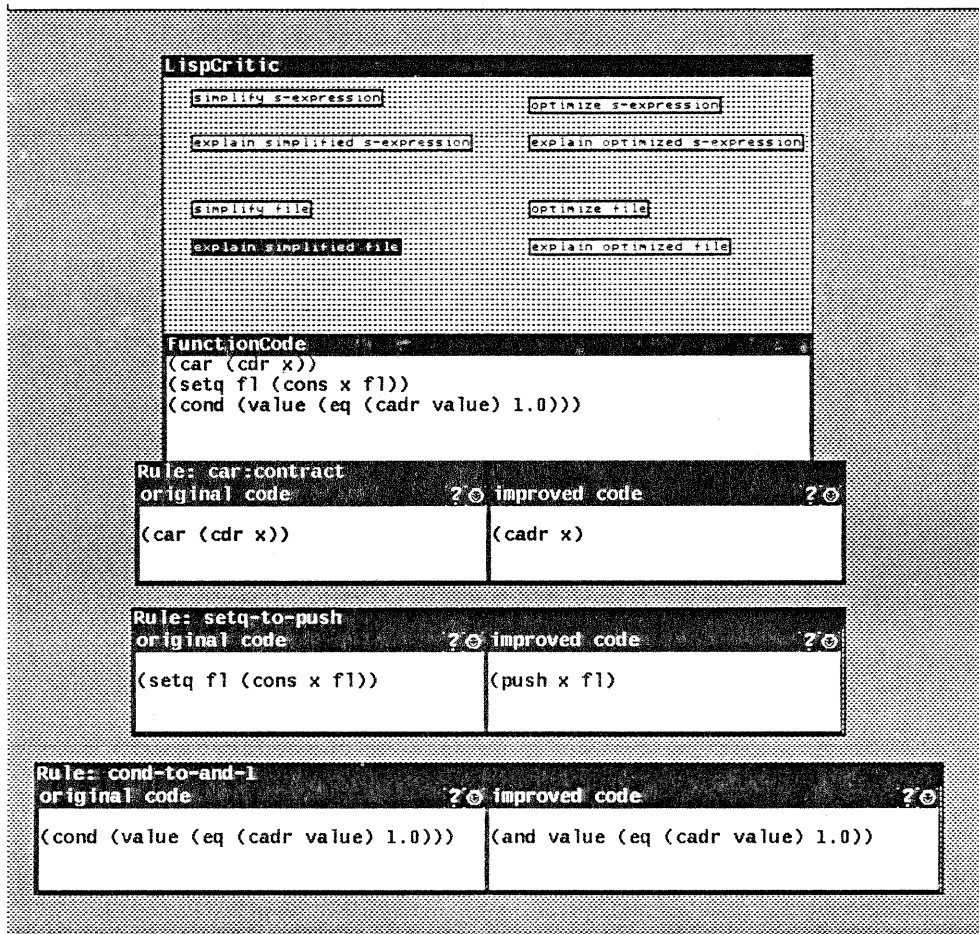 LispCritic
simplify s-expression
optimize s-expression
explain simplified s-expression
explain optimized s-expression
simplify file
optimize file
explain simplified file
explain optimized file
FunctionCode
(car (cdr x))
(setq fl (cons x fl))
(cond (value (eq (cadr value) 1.0)))
Rule: car:contract
original code ? improved code ?
(car (cdr x)) (cadr x)
Rule: setq-to-push
original code ? improved code ?
(setq fl (cons x fl)) (push x fl)
Rule: cond-to-and-1
original code ? improved code ?
(cond (value (eq (cadr value) 1.0))) (and value (eq (cadr value) 1.0))